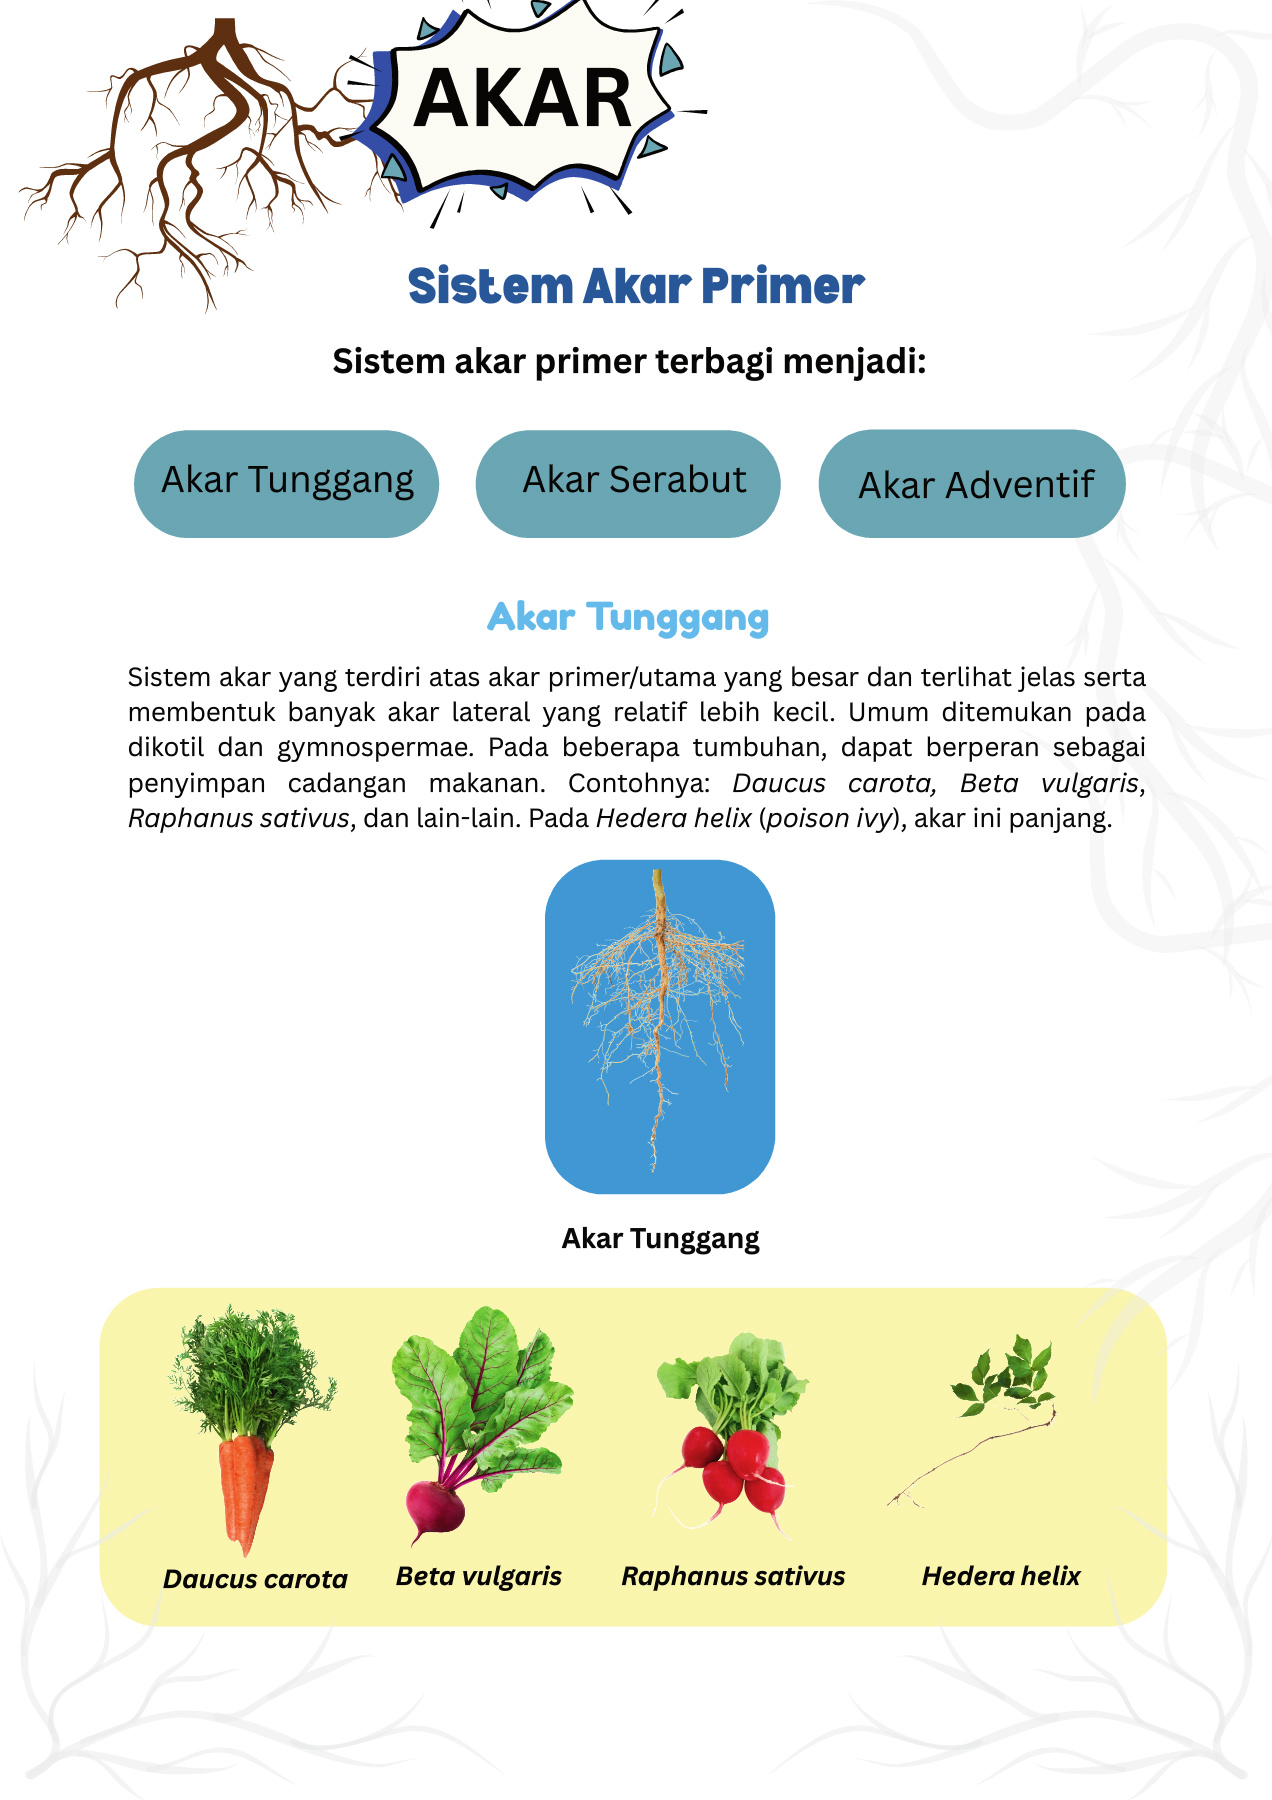 AKAR
Sistem Akar Primer
Sistem akar primer terbagi menjadi:
Akar Tunggang
Akar Serabut
Akar Adventif
Akar Tunggang
Sistem akar yang terdiri atas akar primer/utama yang besar dan terlihat jelas serta
membentuk banyak akar lateral yang relatif lebih kecil. Umum ditemukan pada
dikotil dan gymnospermae. Pada beberapa tumbuhan, dapat berperan sebagai
penyimpan cadangan makanan. Contohnya: Daucus carota, Beta vulgaris,
Raphanus sativus, dan lain-lain. Pada Hedera helix (poison ivy), akar ini panjang.
Akar Tunggang
Daucus carota
Beta vulgaris
Raphanus sativus
Hedera helix